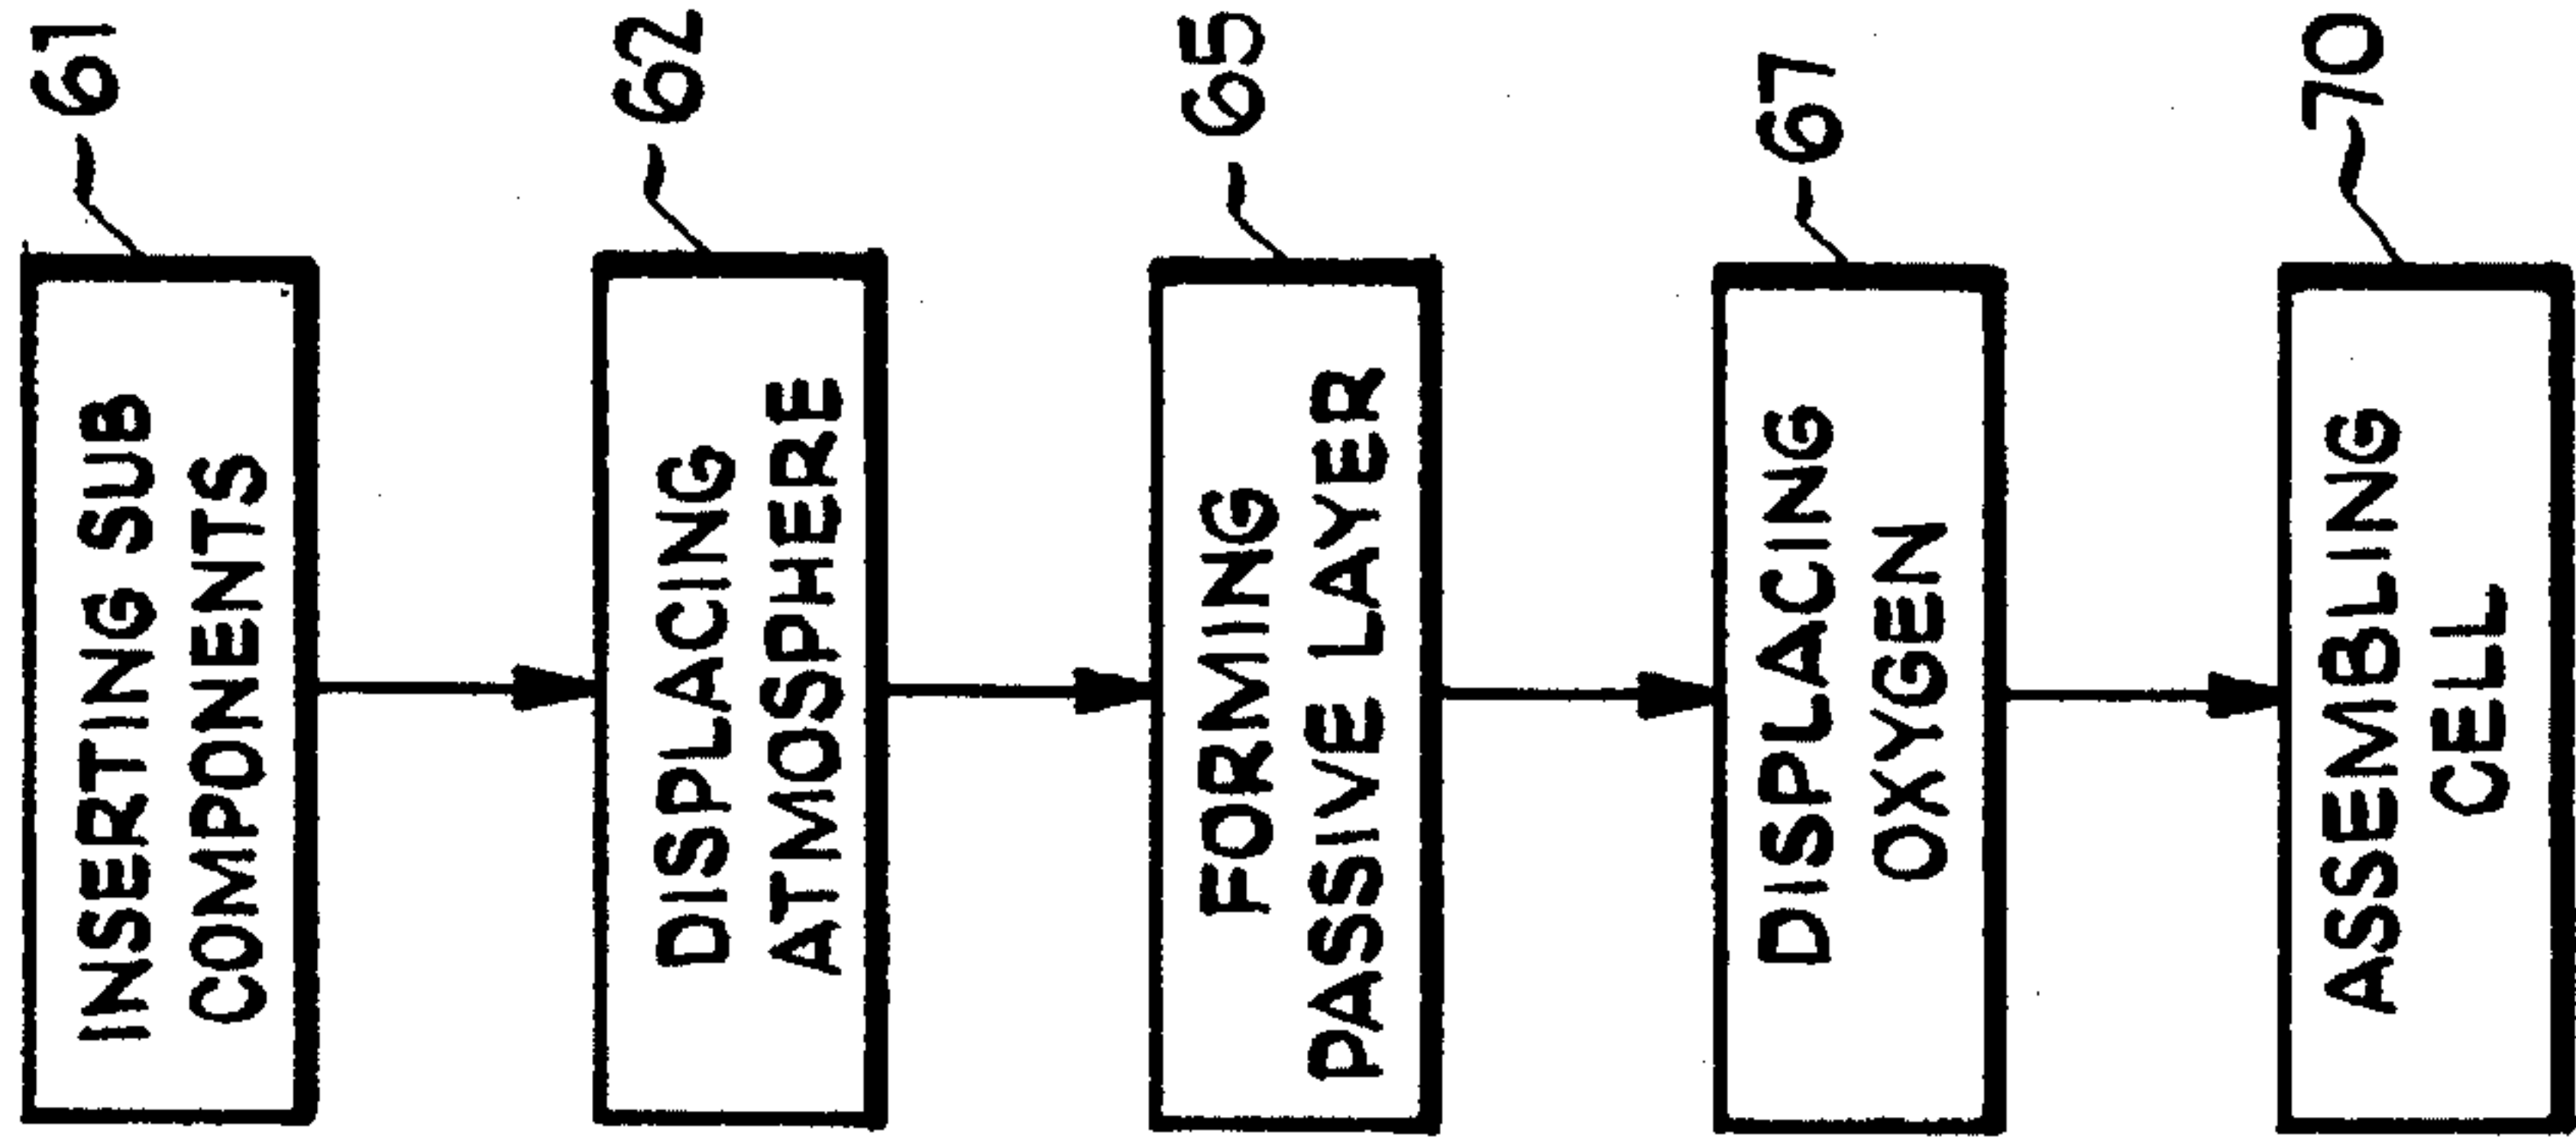 INSERTING SUB
COMPONENTS
61
DISPLACING
ATMOSPHERE
62
FORMING
PASSIVE LAYER
65
DISPLACING
OXYGEN
67
ASSEMBLING
CELL
70